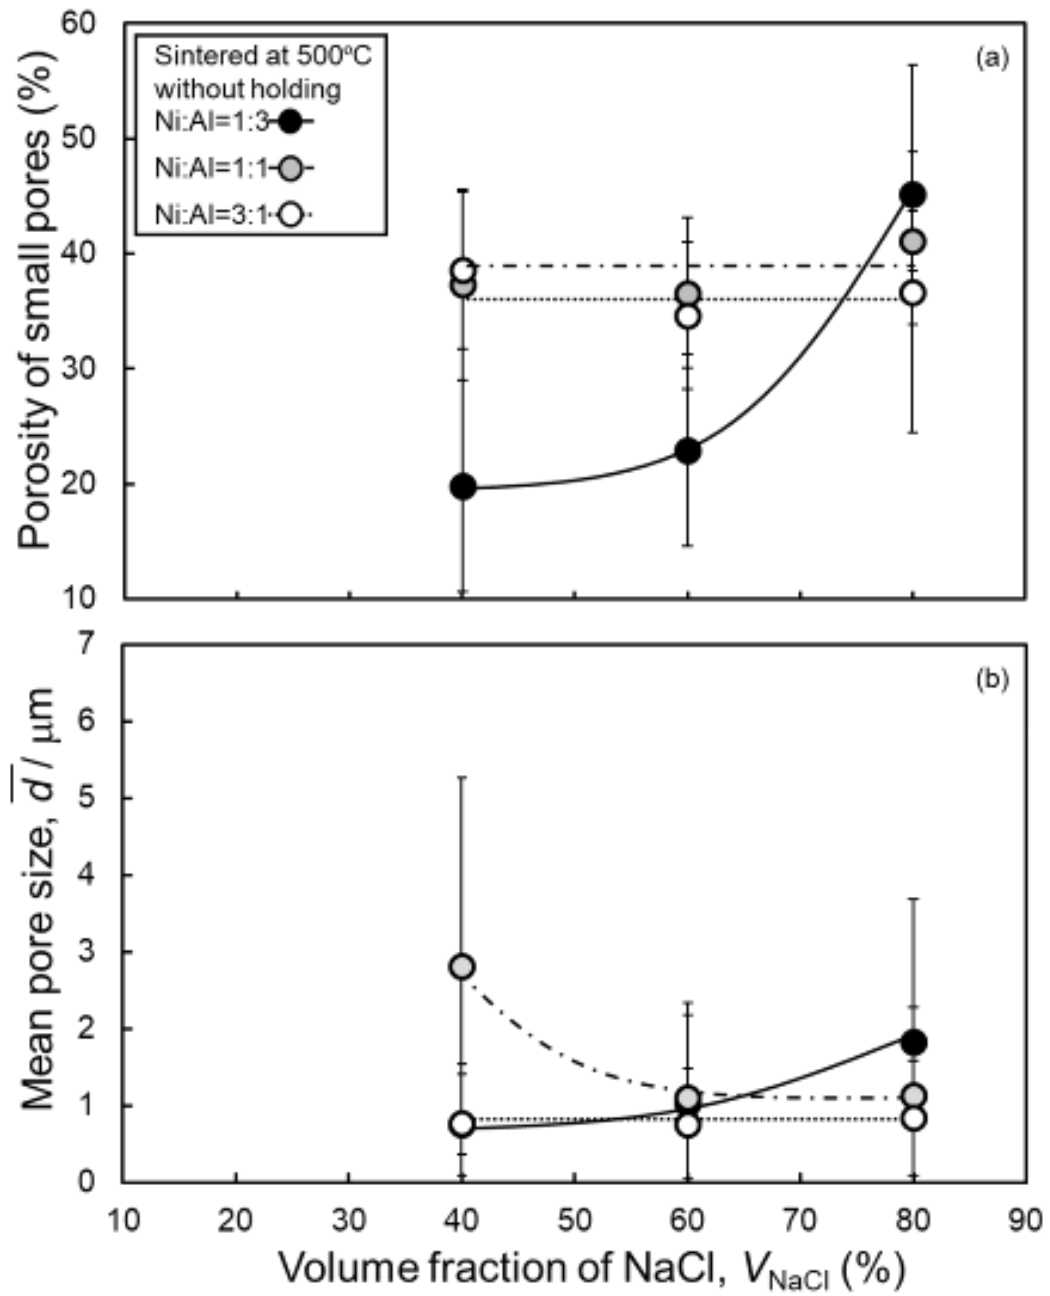 60
50
40
30
20
10
Porosity of small pores (%)
Sintered at 500°C
without holding
Ni:Al=1:3
Ni:Al=1:1
Ni:Al=3:1
(a)
7
6
5
4
3
2
1
0
Mean pore size, d̅ / μm
(b)
10 20 30 40 50 60 70 80 90
Volume fraction of NaCl, V_NaCl (%)